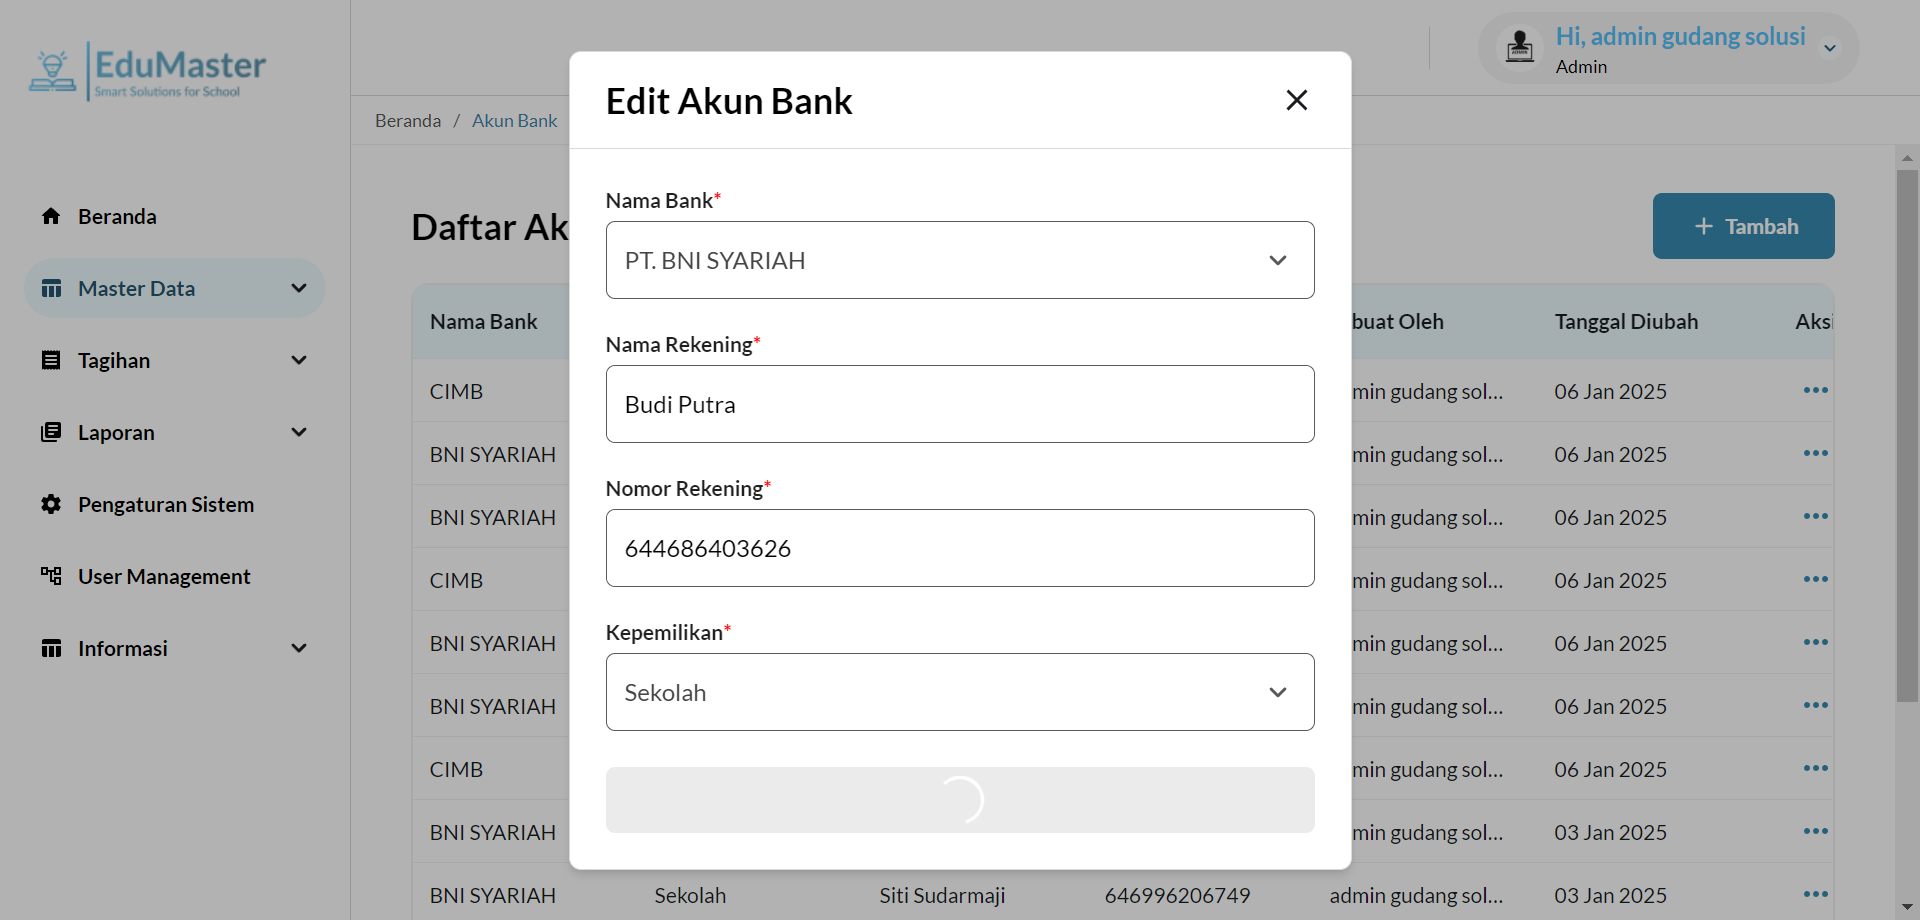 EduMaster
Smart Solutions for School
Hi, admin gudang solusi
Admin
ADMIN
Beranda / Akun Bank
Beranda
Master Data
Tagihan
Laporan
Pengaturan Sistem
User Management
Informasi
Daftar Ak
+ Tambah
Nama Bank buat Oleh Tanggal Diubah Aksi
CIMB min gudang sol... 06 Jan 2025
BNI SYARIAH min gudang sol... 06 Jan 2025
BNI SYARIAH min gudang sol... 06 Jan 2025
CIMB min gudang sol... 06 Jan 2025
BNI SYARIAH min gudang sol... 06 Jan 2025
BNI SYARIAH min gudang sol... 06 Jan 2025
CIMB min gudang sol... 06 Jan 2025
BNI SYARIAH min gudang sol... 03 Jan 2025
BNI SYARIAH Sekolah Siti Sudarmaji 646996206749 admin gudang sol... 03 Jan 2025
Edit Akun Bank
Nama Bank*
PT. BNI SYARIAH
Nama Rekening*
Budi Putra
Nomor Rekening*
644686403626
Kepemilikan*
Sekolah